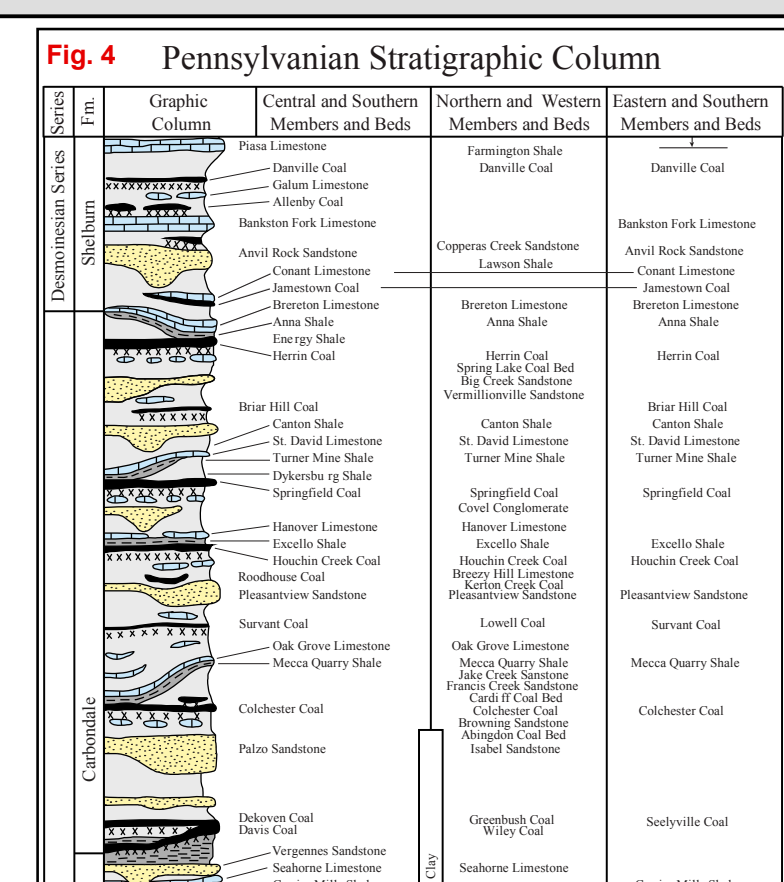 Fig. 4 Pennsylvanian Stratigraphic Column
Series
Fm.
Graphic Column
Central and Southern Members and Beds
Northern and Western Members and Beds
Eastern and Southern Members and Beds
Desmoinesian Series
Shelburn
Carbondale
Piasa Limestone
Danville Coal
Galum Limestone
Allenby Coal
Bankston Fork Limestone
Anvil Rock Sandstone
Conant Limestone
Jamestown Coal
Brereton Limestone
Anna Shale
Energy Shale
Herrin Coal
Briar Hill Coal
Canton Shale
St. David Limestone
Turner Mine Shale
Dykersbu rg Shale
Springfield Coal
Hanover Limestone
Excello Shale
Houchin Creek Coal
Roodhouse Coal
Pleasantview Sandstone
Survant Coal
Oak Grove Limestone
Mecca Quarry Shale
Colchester Coal
Palzo Sandstone
Dekoven Coal
Davis Coal
Vergennes Sandstone
Seahorne Limestone
Farmington Shale
Danville Coal
Copperas Creek Sandstone
Lawson Shale
Brereton Limestone
Anna Shale
Herrin Coal
Spring Lake Coal Bed
Big Creek Sandstone
Vermillionville Sandstone
Canton Shale
St. David Limestone
Turner Mine Shale
Springfield Coal
Covel Conglomerate
Hanover Limestone
Excello Shale
Houchin Creek Coal
Breezy Hill Limestone
Kerton Creek Coal
Pleasantview Sandstone
Lowell Coal
Oak Grove Limestone
Mecca Quarry Shale
Jake Creek Sanstone
Francis Creek Sandstone
Cardi ff Coal Bed
Colchester Coal
Browning Sandstone
Abingdon Coal Bed
Isabel Sandstone
Greenbush Coal
Wiley Coal
Seahorne Limestone
Clay
Danville Coal
Bankston Fork Limestone
Anvil Rock Sandstone
Conant Limestone
Jamestown Coal
Brereton Limestone
Anna Shale
Herrin Coal
Briar Hill Coal
Canton Shale
St. David Limestone
Turner Mine Shale
Springfield Coal
Excello Shale
Houchin Creek Coal
Pleasantview Sandstone
Survant Coal
Mecca Quarry Shale
Colchester Coal
Seelyville Coal